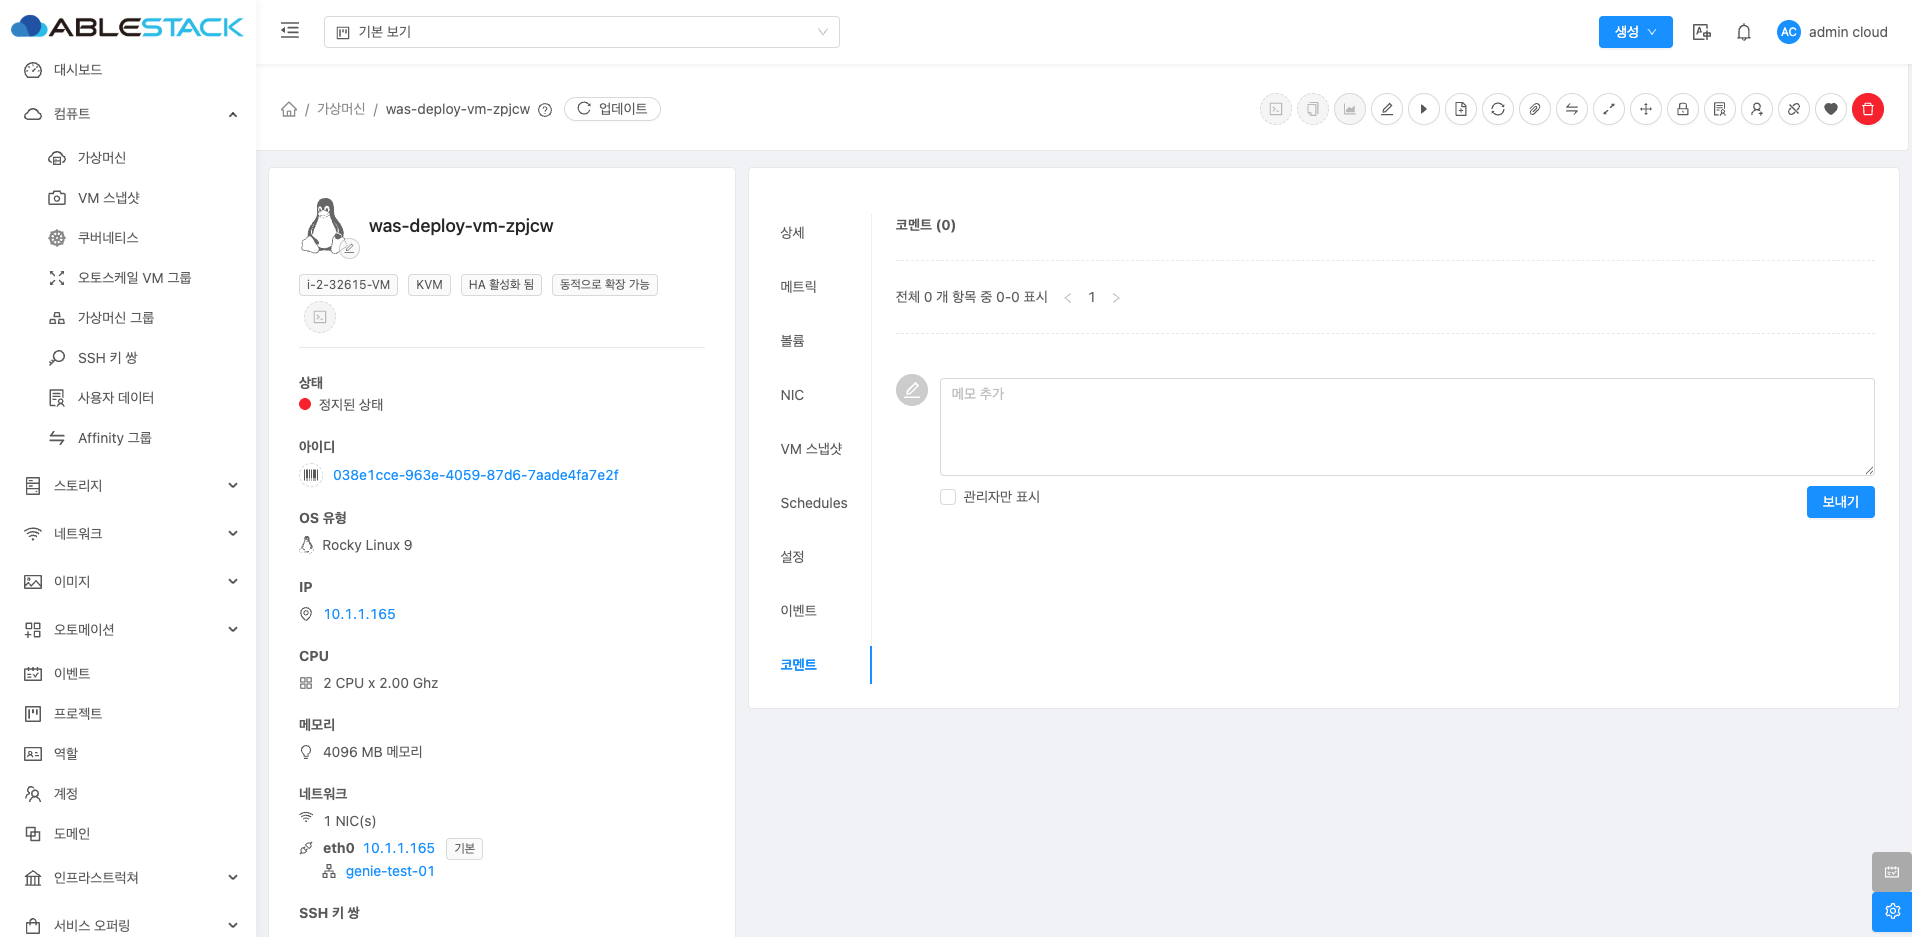 ABLESTACK
기본 보기
생성
AC
admin cloud
대시보드
컴퓨트
가상머신
VM 스냅샷
쿠버네티스
오토스케일 VM 그룹
가상머신 그룹
SSH 키 쌍
사용자 데이터
Affinity 그룹
스토리지
네트워크
이미지
오토메이션
이벤트
프로젝트
역할
계정
도메인
인프라스트럭쳐
서비스 오퍼링
/ 가상머신 / was-deploy-vm-zpjcw
업데이트
was-deploy-vm-zpjcw
i-2-32615-VM
KVM
HA 활성화 됨
동적으로 확장 가능
상태
정지된 상태
아이디
038e1cce-963e-4059-87d6-7aade4fa7e2f
OS 유형
Rocky Linux 9
IP
10.1.1.165
CPU
2 CPU x 2.00 Ghz
메모리
4096 MB 메모리
네트워크
1 NIC(s)
eth0 10.1.1.165 기본
genie-test-01
SSH 키 쌍
상세
메트릭
볼륨
NIC
VM 스냅샷
Schedules
설정
이벤트
코멘트
코멘트 (0)
전체 0 개 항목 중 0-0 표시 < 1 >
메모 추가
관리자만 표시
보내기